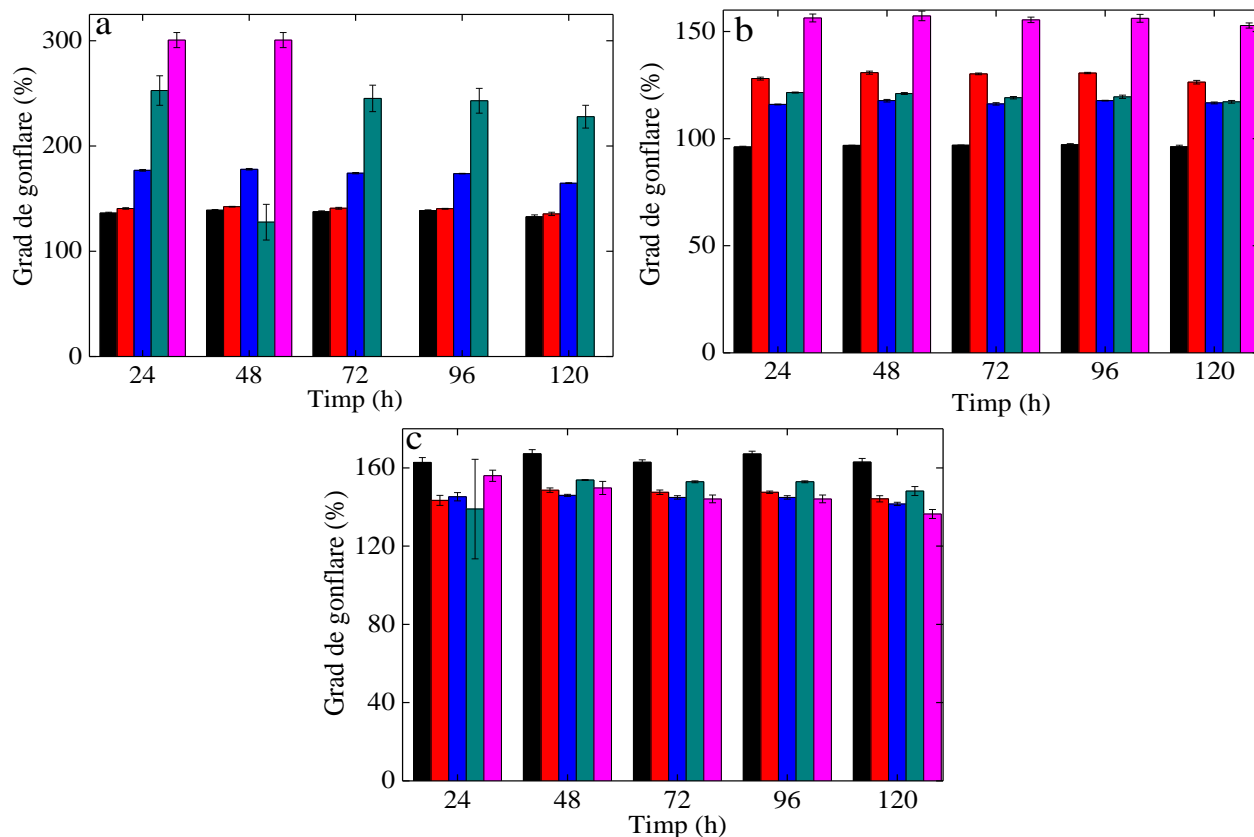 a
Grad de gonflare (%)
300
200
100
0
24 48 72 96 120
Timp (h)
b
Grad de gonflare (%)
150
100
50
0
24 48 72 96 120
Timp (h)
c
Grad de gonflare (%)
160
120
80
40
0
24 48 72 96 120
Timp (h)